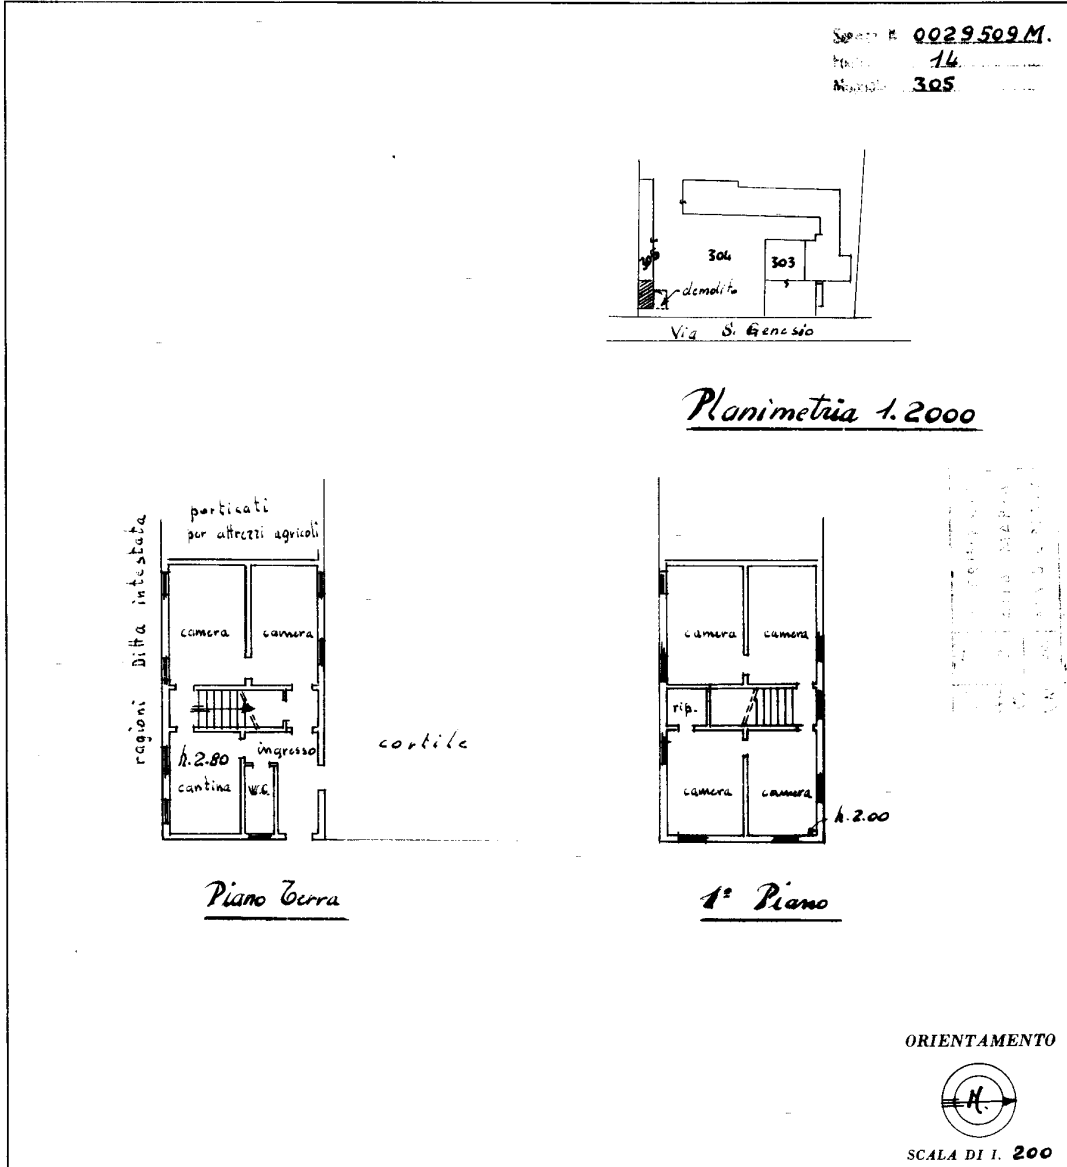 0029509M.
14
305
304
303
demolito
Via S. Genesio
Planimetria 1.2000
porticati
per attrezzi agricoli
ragioni Ditta intestata
camera camera
ingresso
h.2.80
cantina
W.C.
cortile
Piano Terra
camera camera
rip.
camera camera
h.2.00
1º Piano
ORIENTAMENTO
N.
SCALA DI 1. 200